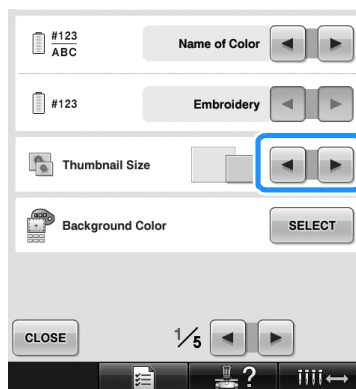 #123
ABC
Name of Color
#123
Embroidery
Thumbnail Size
Background Color
SELECT
CLOSE
1/5
?